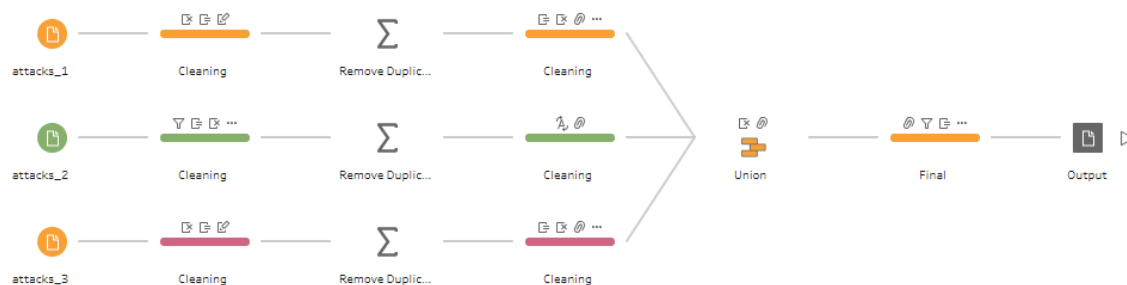 attacks_1
Cleaning
Remove Duplic...
Cleaning
attacks_2
Cleaning
Remove Duplic...
Cleaning
Union
Final
Output
attacks_3
Cleaning
Remove Duplic...
Cleaning